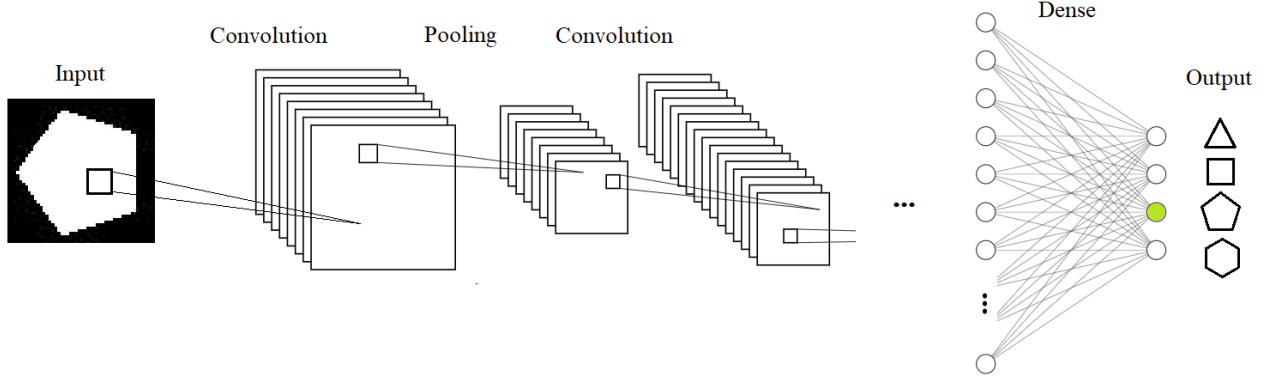 Input
Convolution
Pooling
Convolution
...
Dense
Output